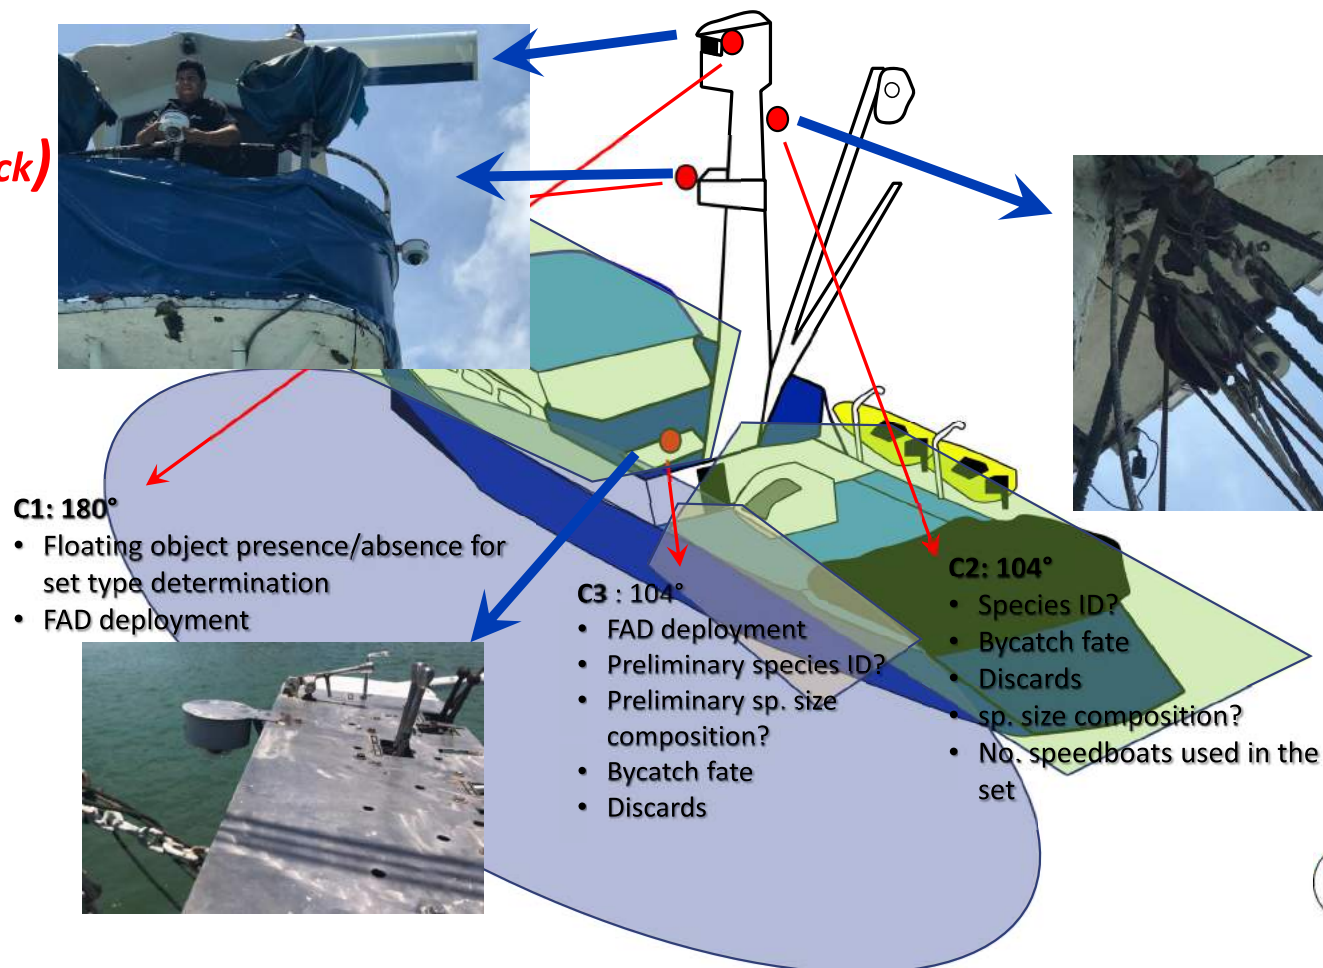 C1: 180°
• Floating object presence/absence for
set type determination
• FAD deployment
C3 : 104°
• FAD deployment
• Preliminary species ID?
• Preliminary sp. size
composition?
• Bycatch fate
• Discards
C2: 104°
• Species ID?
• Bycatch fate
• Discards
• sp. size composition?
• No. speedboats used in the
set